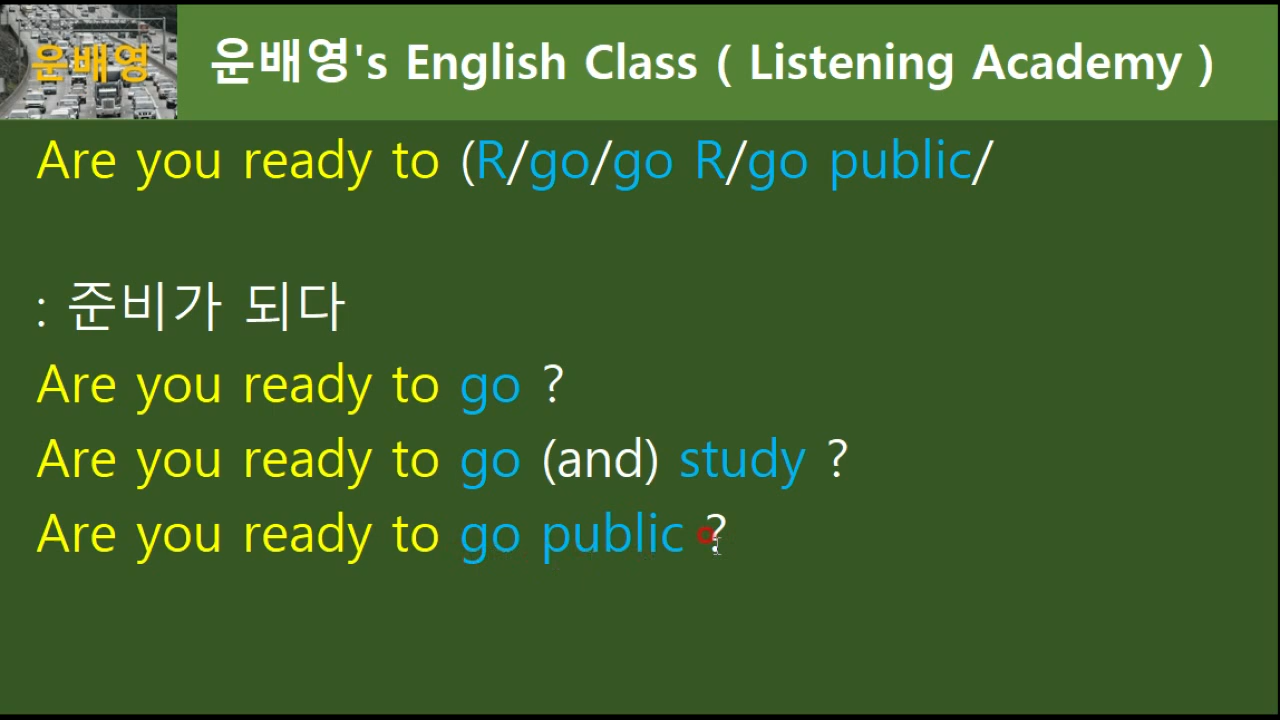 운배영
운배영's English Class ( Listening Academy )
Are you ready to (R/go/go R/go public/
: 준비가 되다
Are you ready to go ?
Are you ready to go (and) study ?
Are you ready to go public ?